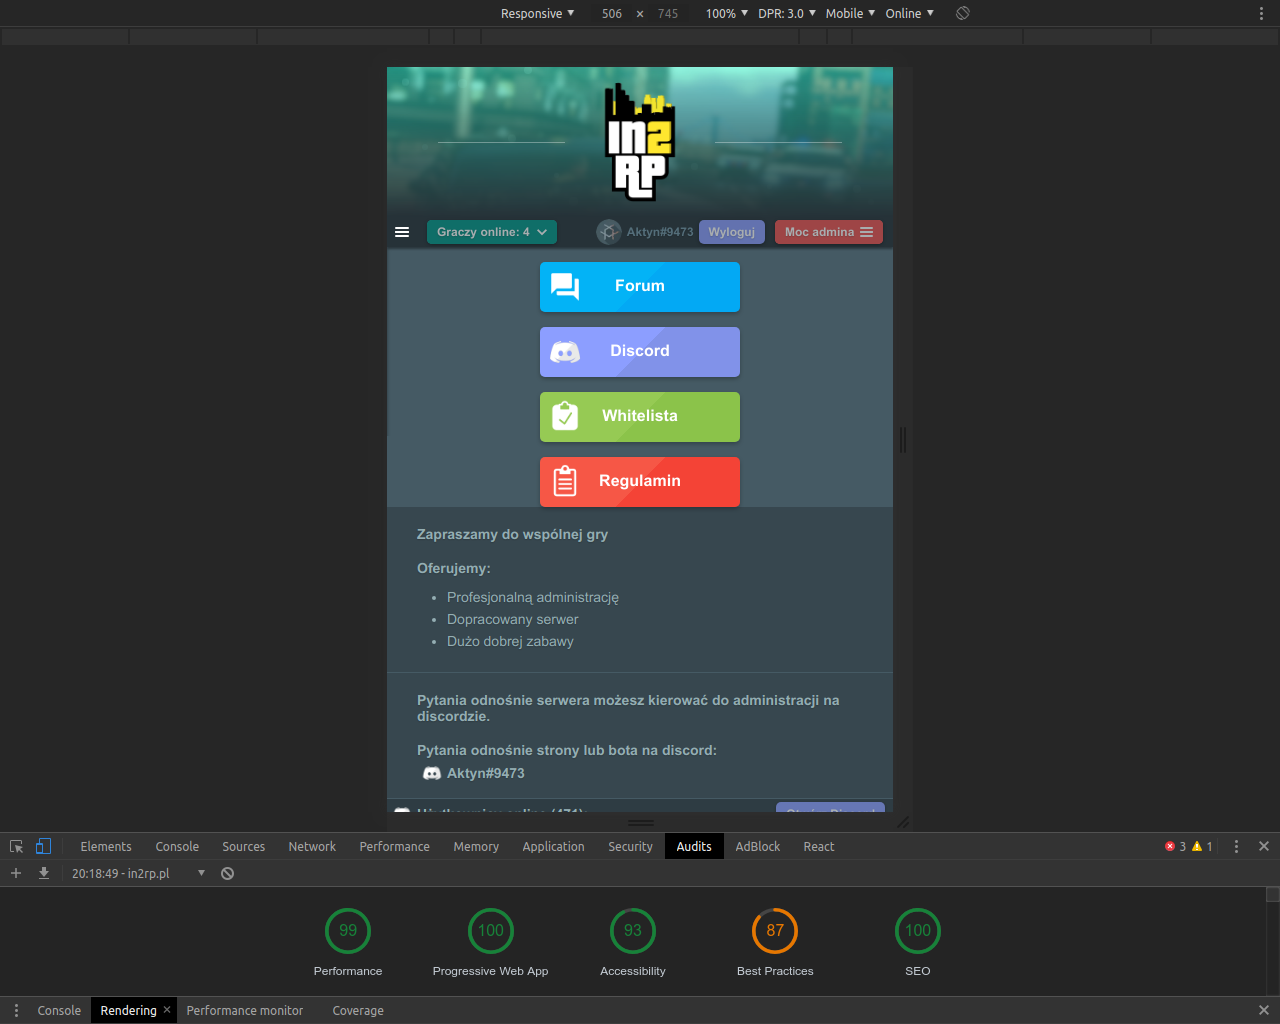 Responsive 506 × 745 100% DPR: 3.0 Mobile Online
IN2
RP
Graczy online: 4 Aktyn#9473 Wyloguj Moc admina
Forum
Discord
Whitelista
Regulamin
Zapraszamy do wspólnej gry
Oferujemy:
• Profesjonalną administrację
• Dopracowany serwer
• Dużo dobrej zabawy
Pytania odnośnie serwera możesz kierować do administracji na
discordzie.
Pytania odnośnie strony lub bota na discord:
Aktyn#9473
Elements Console Sources Network Performance Memory Application Security Audits AdBlock React 3 1
20:18:49 - in2rp.pl
99 100 93 87 100
Performance Progressive Web App Accessibility Best Practices SEO
Console Rendering Performance monitor Coverage